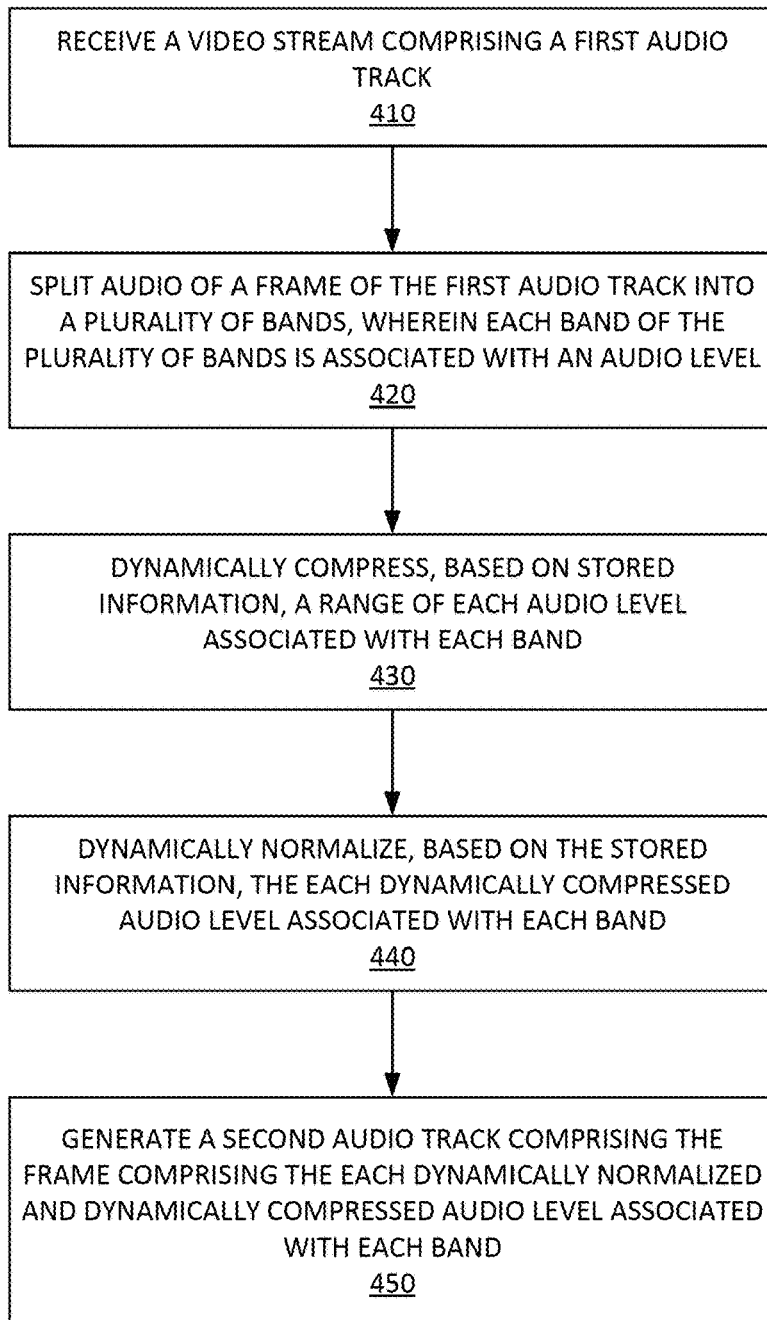 RECEIVE A VIDEO STREAM COMPRISING A FIRST AUDIO
TRACK
410
SPLIT AUDIO OF A FRAME OF THE FIRST AUDIO TRACK INTO
A PLURALITY OF BANDS, WHEREIN EACH BAND OF THE
PLURALITY OF BANDS IS ASSOCIATED WITH AN AUDIO LEVEL
420
DYNAMICALLY COMPRESS, BASED ON STORED
INFORMATION, A RANGE OF EACH AUDIO LEVEL
ASSOCIATED WITH EACH BAND
430
DYNAMICALLY NORMALIZE, BASED ON THE STORED
INFORMATION, THE EACH DYNAMICALLY COMPRESSED
AUDIO LEVEL ASSOCIATED WITH EACH BAND
440
GENERATE A SECOND AUDIO TRACK COMPRISING THE
FRAME COMPRISING THE EACH DYNAMICALLY NORMALIZED
AND DYNAMICALLY COMPRESSED AUDIO LEVEL ASSOCIATED
WITH EACH BAND
450